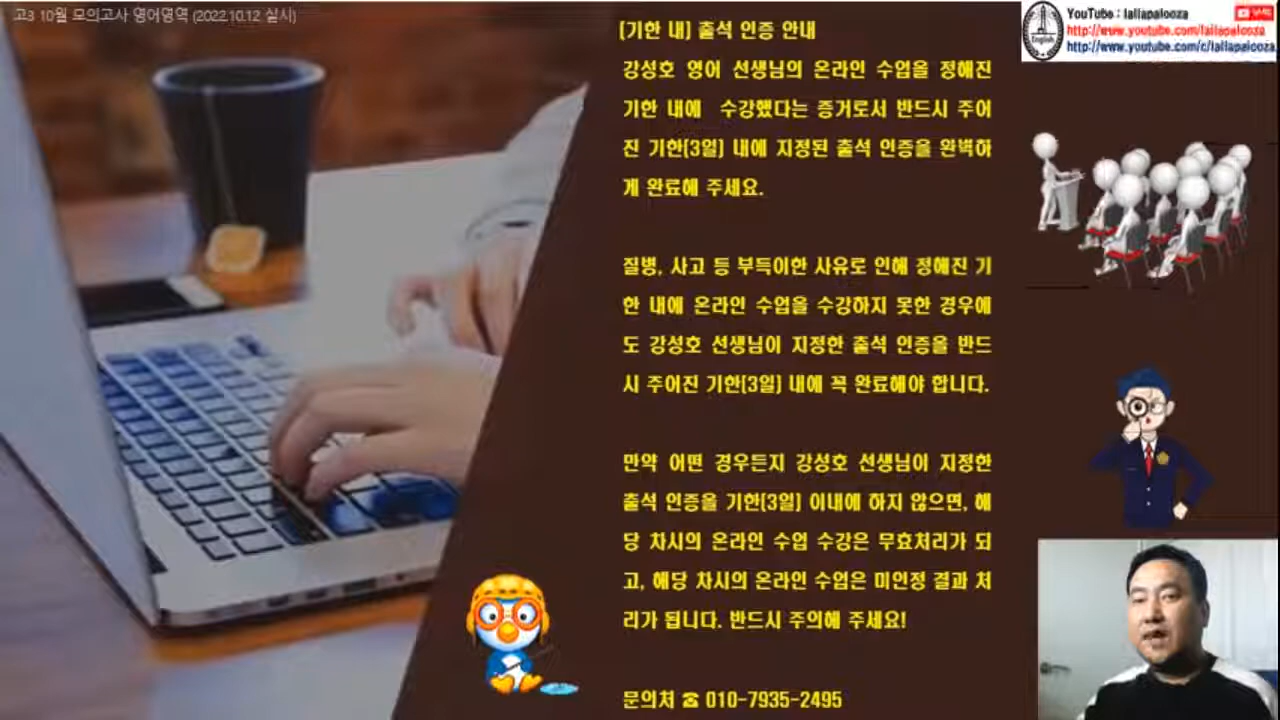 고3 10월 모의고사 영어영역 (2022.10.12 실시)
[기한 내] 출석 인증 안내
강성호 영어 선생님의 온라인 수업을 정해진
기한 내에 수강했다는 증거로서 반드시 주어
진 기한(3일) 내에 지정된 출석 인증을 완벽하
게 완료해 주세요.
질병, 사고 등 부득이한 사유로 인해 정해진 기
한 내에 온라인 수업을 수강하지 못한 경우에
도 강성호 선생님이 지정한 출석 인증을 반드
시 주어진 기한(3일) 내에 꼭 완료해야 합니다.
만약 어떤 경우든지 강성호 선생님이 지정한
출석 인증을 기한(3일) 이내에 하지 않으면, 해
당 차시의 온라인 수업 수강은 무효처리가 되
고, 해당 차시의 온라인 수업은 미인정 결과 처
리가 됩니다. 반드시 주의해 주세요!
문의처 ☎ 010-7935-2495
YouTube : lallapalooza
http://www.youtube.com/lallapalooza
http://www.youtube.com/c/lallapalooza
English